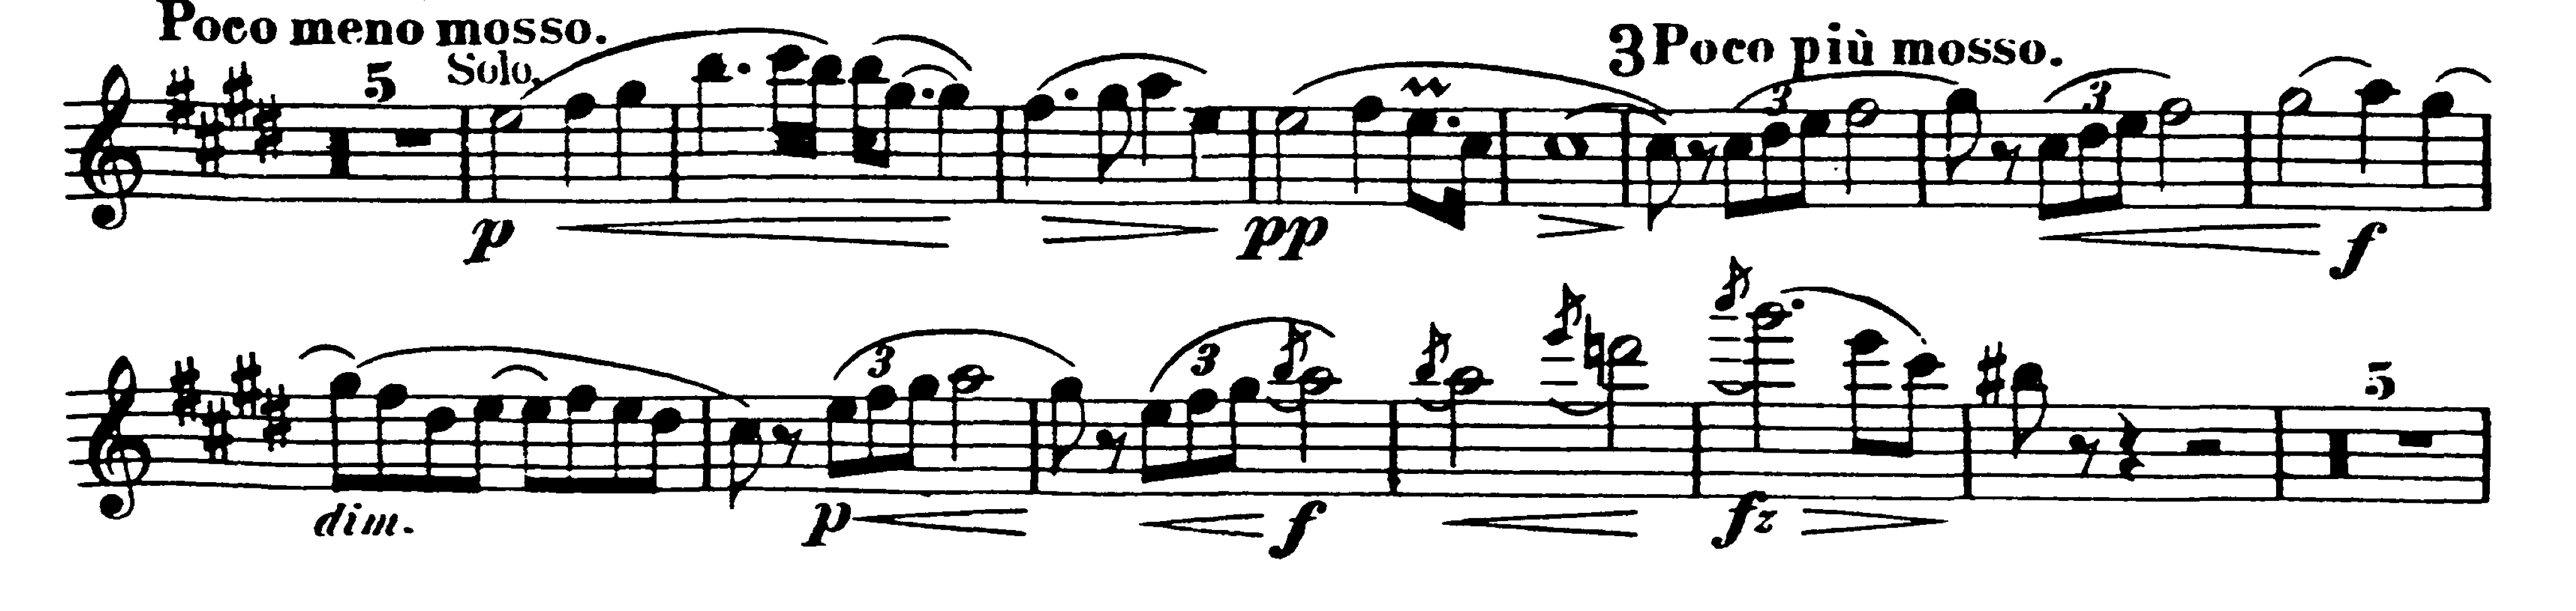 Poco meno mosso.
5 Solo.
3 Poco più mosso.
3 3
p pp f
3 3 5
dim. p f fz